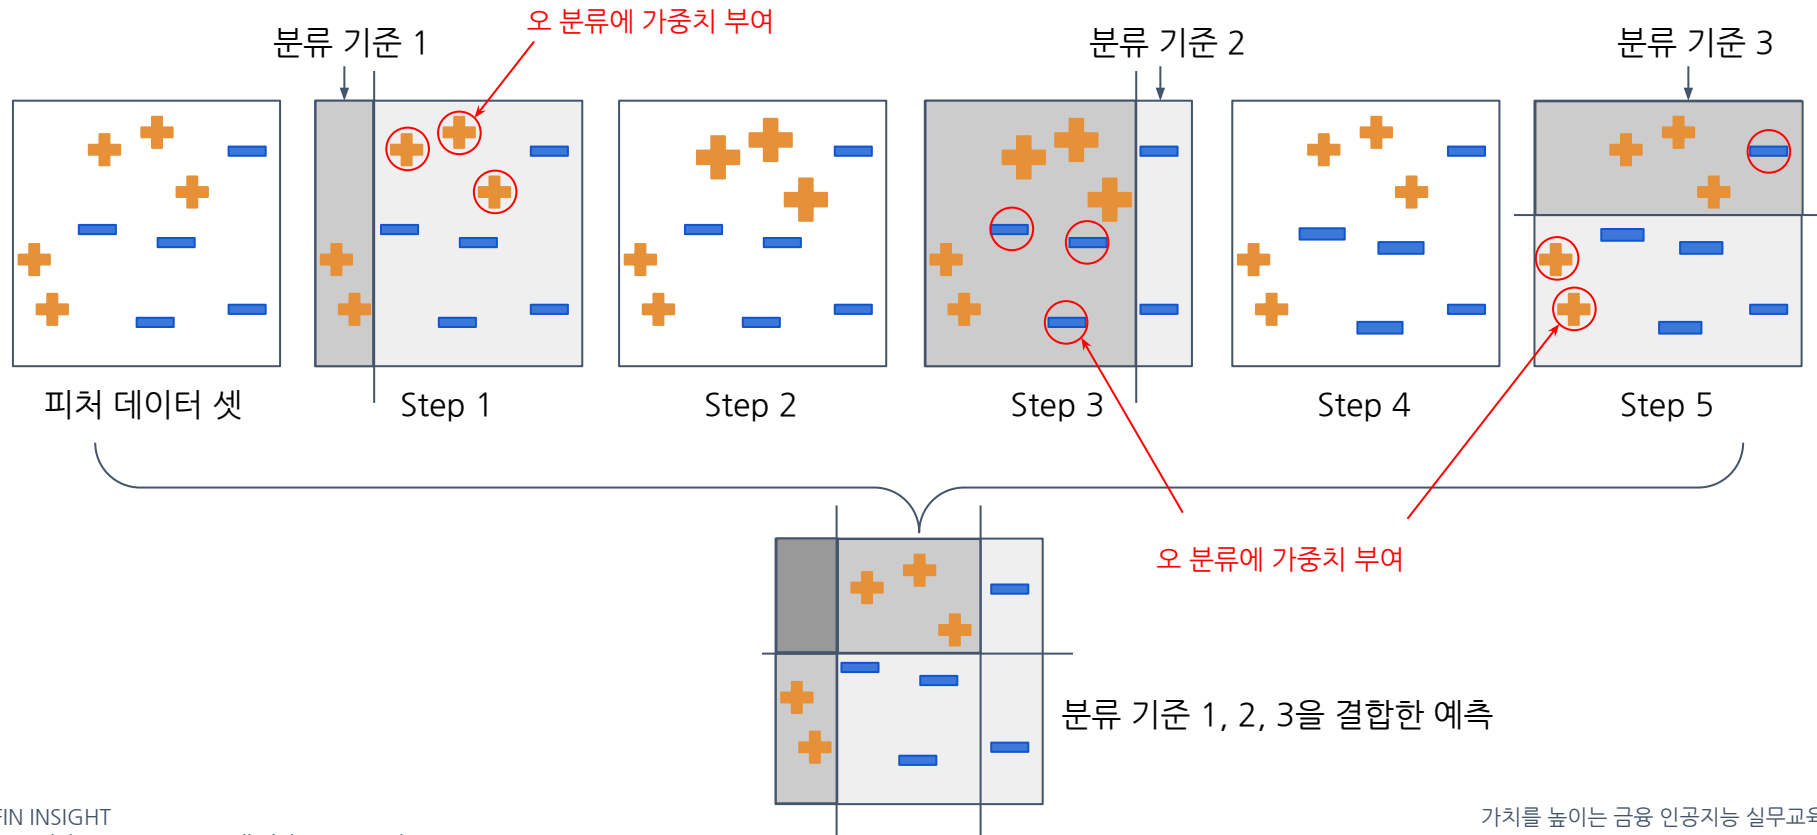 오 분류에 가중치 부여
분류 기준 1
분류 기준 2
분류 기준 3
피처 데이터 셋
Step 1
Step 2
Step 3
Step 4
Step 5
오 분류에 가중치 부여
분류 기준 1, 2, 3을 결합한 예측
FIN INSIGHT
가치를 높이는 금융 인공지능 실무교육